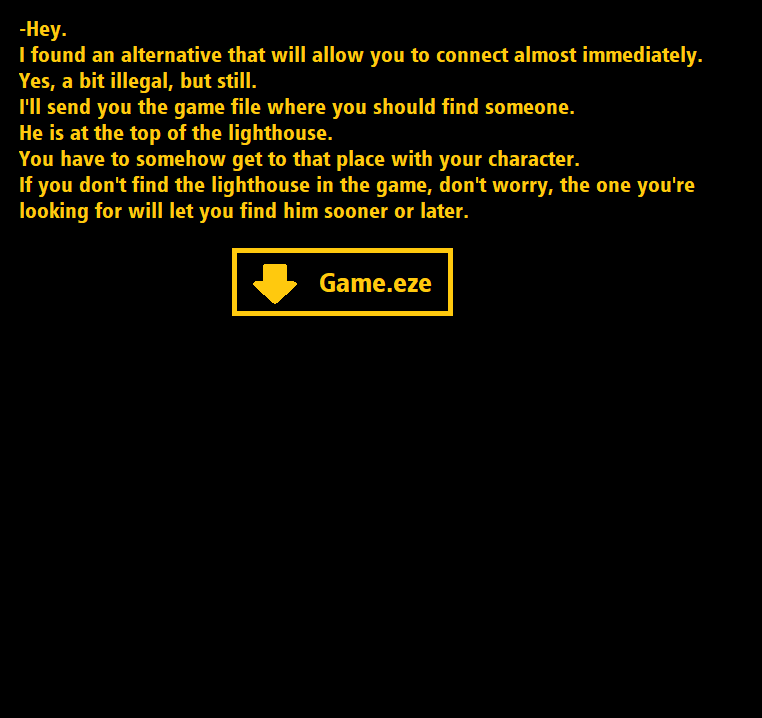 -Hey.
I found an alternative that will allow you to connect almost immediately.
Yes, a bit illegal, but still.
I'll send you the game file where you should find someone.
He is at the top of the lighthouse.
You have to somehow get to that place with your character.
If you don't find the lighthouse in the game, don't worry, the one you're
looking for will let you find him sooner or later.
Game.eze